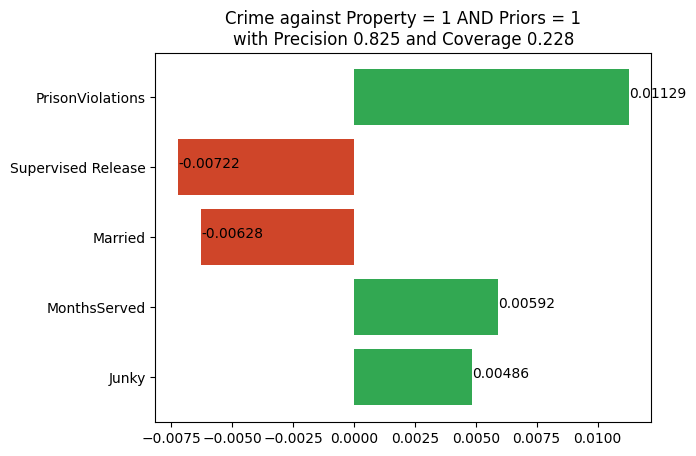 Crime against Property = 1 AND Priors = 1
with Precision 0.825 and Coverage 0.228
PrisonViolations
0.01129
Supervised Release
-0.00722
Married
-0.00628
MonthsServed
0.00592
Junky
0.00486
−0.0075 −0.0050 −0.0025 0.0000 0.0025 0.0050 0.0075 0.0100